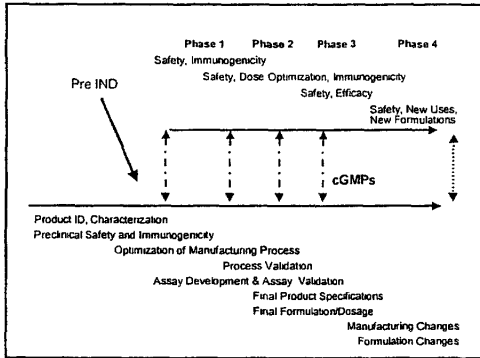 Phase 1 Phase 2 Phase 3 Phase 4
Safety, Immunogenicity
Safety, Dose Optimization, Immunogenicity
Safety, Efficacy
Safety, New Uses,
New Formulations
Pre IND
cGMPs
Product ID, Characterization
Preclinical Safety and Immunogenicity
Optimization of Manufacturing Process
Process Validation
Assay Development & Assay Validation
Final Product Specifications
Final Formulation/Dosage
Manufacturing Changes
Formulation Changes